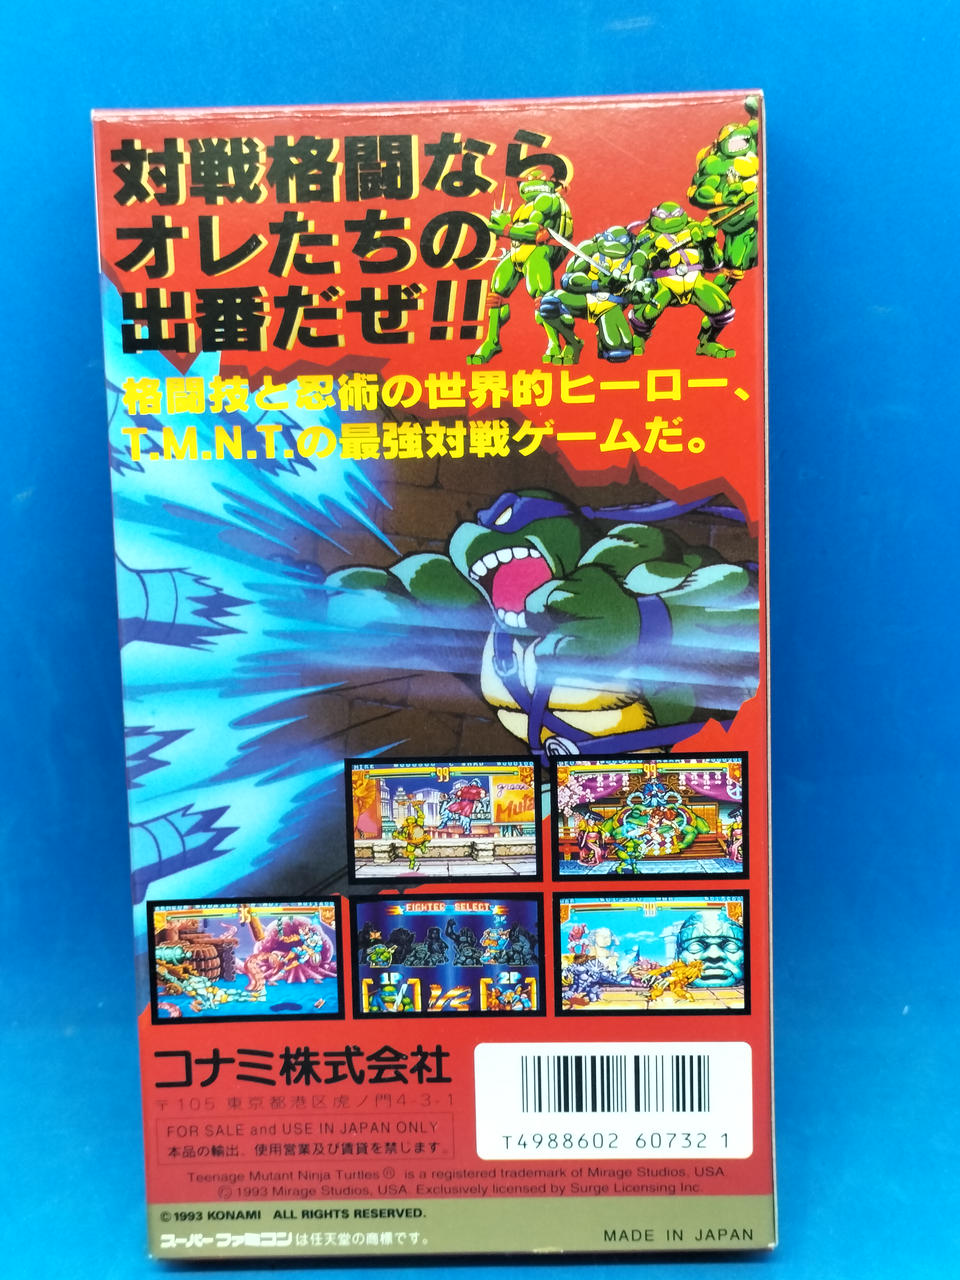 対戦格闘なら
オレたちの
出番だぜ!!
格闘技と忍術の世界的ヒーロー、
T.M.N.T.の最強対戦ゲームだ。
99
99
FIGHTER SELECT
1P
2P
コナミ株式会社
〒105 東京都港区虎ノ門4-3-1
FOR SALE and USE IN JAPAN ONLY
本品の輸出、使用営業及び賃貸を禁じます。
T4988602 60732 1
Teenage Mutant Ninja Turtles® is a registered trademark of Mirage Studios, USA.
© 1993 Mirage Studios, USA. Exclusively licensed by Surge Licensing Inc.
©1993 KONAMI ALL RIGHTS RESERVED.
スーパーファミコンは任天堂の商標です。
MADE IN JAPAN